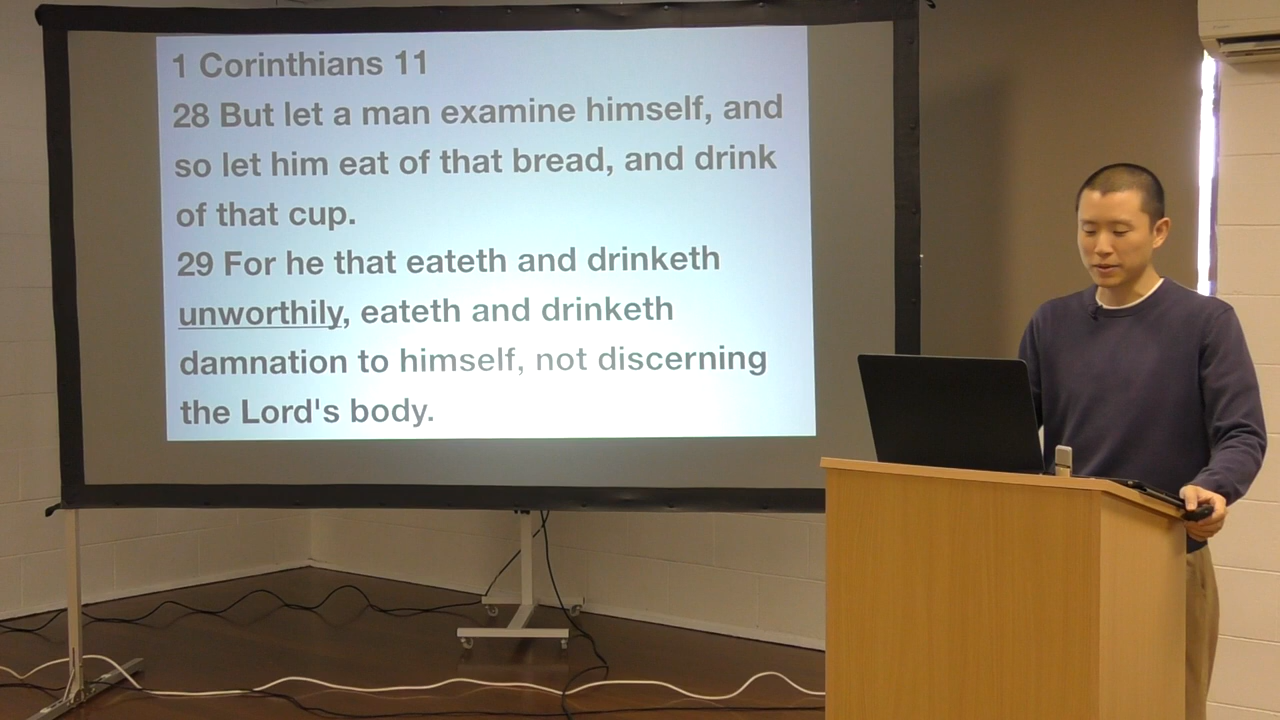 1 Corinthians 11
28 But let a man examine himself, and
so let him eat of that bread, and drink
of that cup.
29 For he that eateth and drinketh
unworthily, eateth and drinketh
damnation to himself, not discerning
the Lord's body.